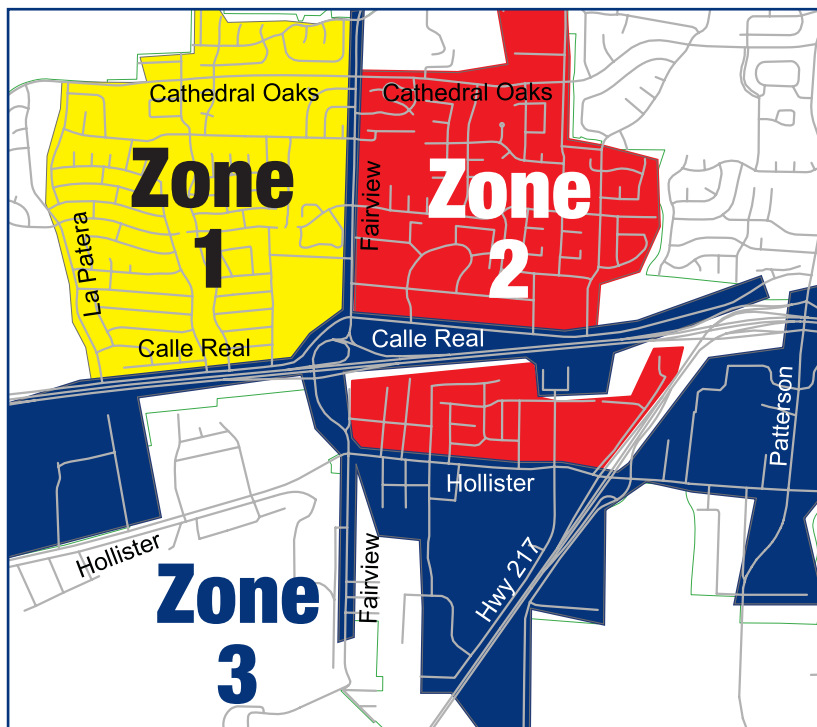 Cathedral Oaks
Cathedral Oaks
Zone
1
Zone
2
Fairview
La Patera
Calle Real
Calle Real
Patterson
Hollister
Hollister
Hwy 217
Fairview
Zone
3